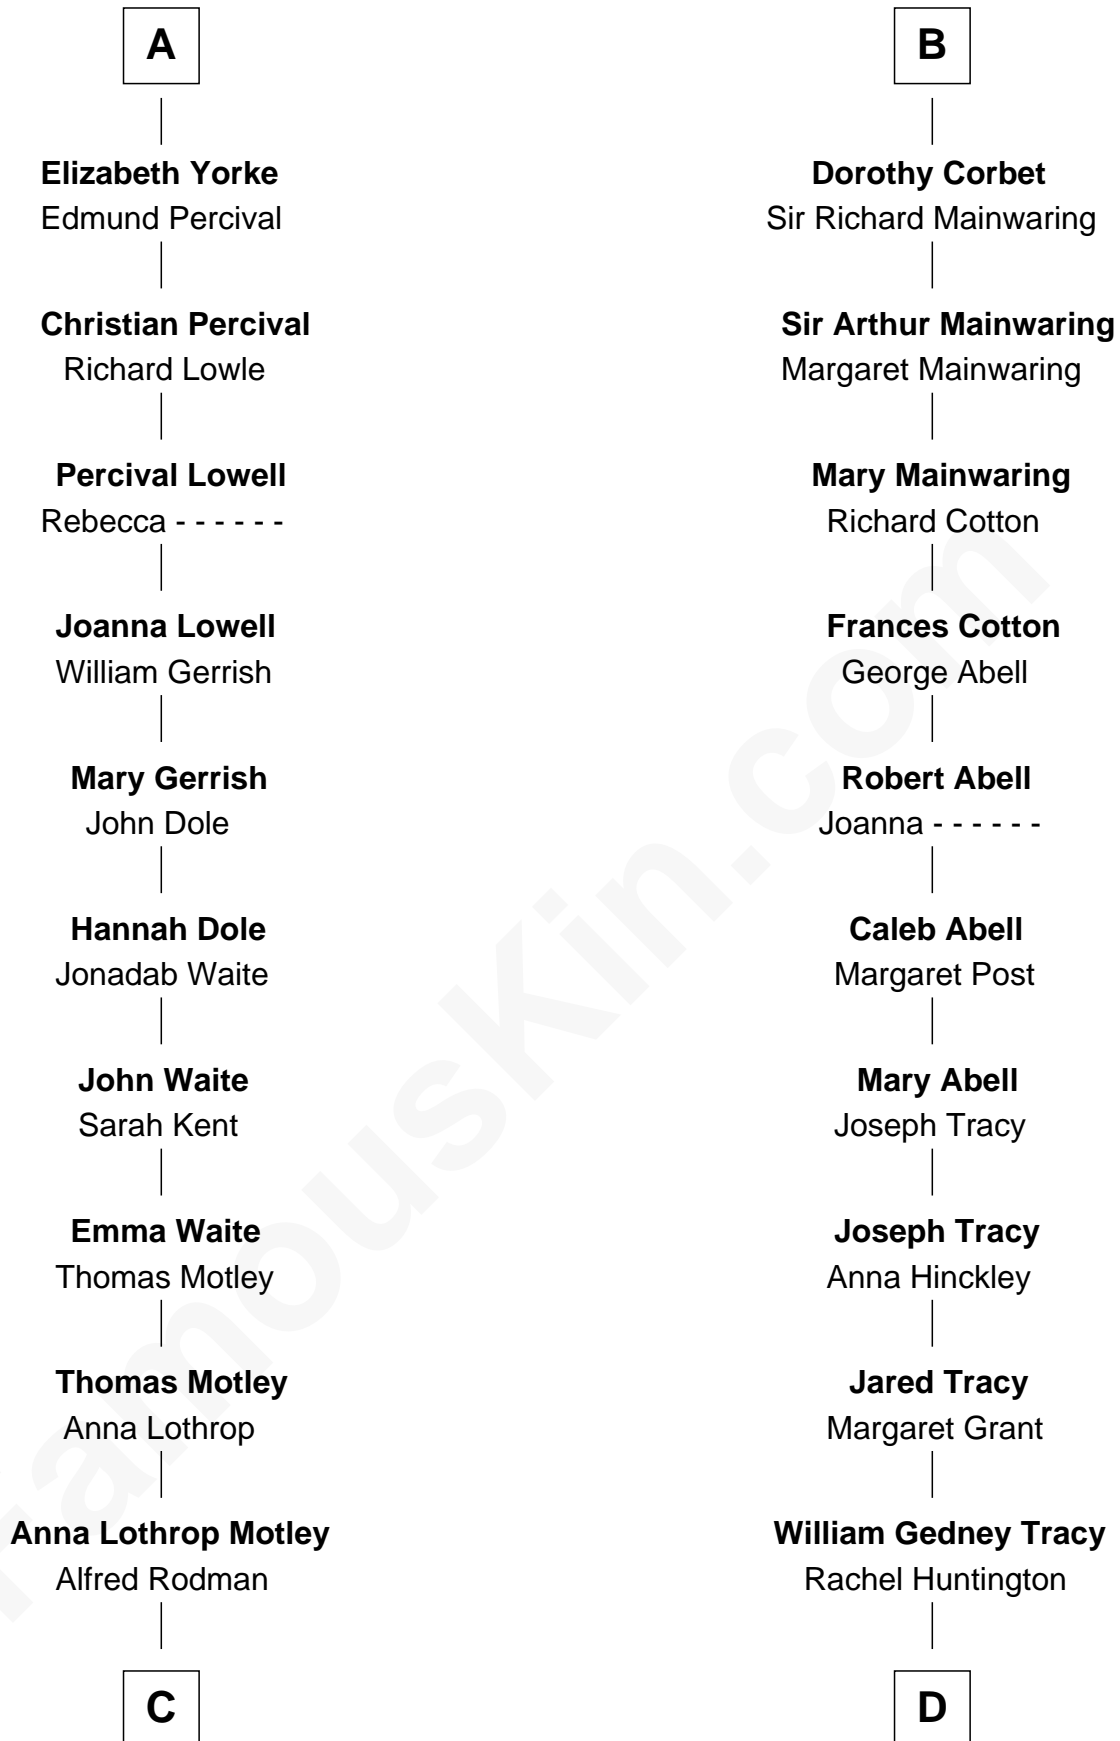 A
Elizabeth Yorke
Edmund Percival
Christian Percival
Richard Lowle
Percival Lowell
Rebecca - - - - - -
Joanna Lowell
William Gerrish
Mary Gerrish
John Dole
Hannah Dole
Jonadab Waite
John Waite
Sarah Kent
Emma Waite
Thomas Motley
Thomas Motley
Anna Lothrop
Anna Lothrop Motley
Alfred Rodman
C
B
Dorothy Corbet
Sir Richard Mainwaring
Sir Arthur Mainwaring
Margaret Mainwaring
Mary Mainwaring
Richard Cotton
Frances Cotton
George Abell
Robert Abell
Joanna - - - - - -
Caleb Abell
Margaret Post
Mary Abell
Joseph Tracy
Joseph Tracy
Anna Hinckley
Jared Tracy
Margaret Grant
William Gedney Tracy
Rachel Huntington
D
FamousKin.com